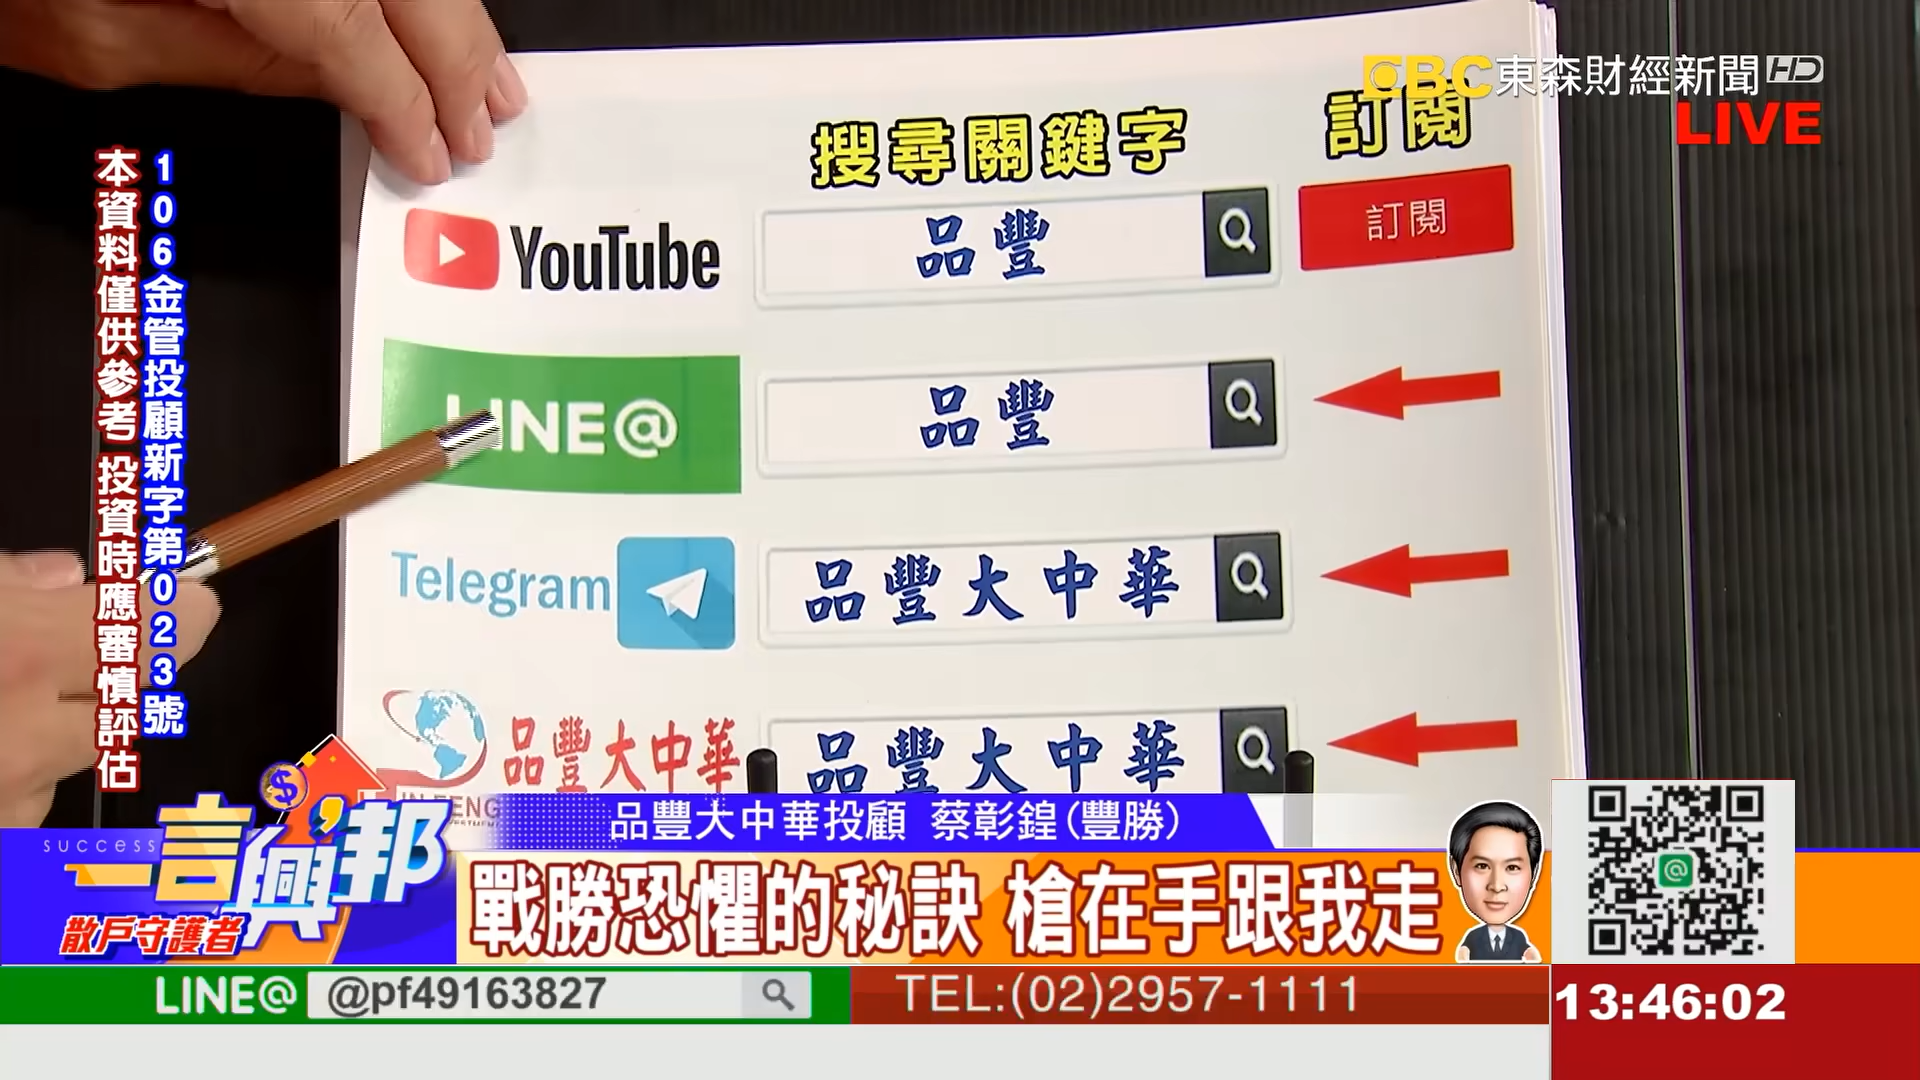 EBC東森財經新聞HD
LIVE
搜尋關鍵字
訂閱
YouTube
品豐
訂閱
LINE@
品豐
Telegram
品豐大中華
品豐大中華
品豐大中華
106金管投顧新字第023號
本資料僅供參考 投資時應審慎評估
success
一言興邦
散戶守護者
品豐大中華投顧 蔡彰鍠(豐勝)
戰勝恐懼的秘訣 槍在手跟我走
LINE@ @pf49163827
TEL:(02)2957-1111
13:46:02